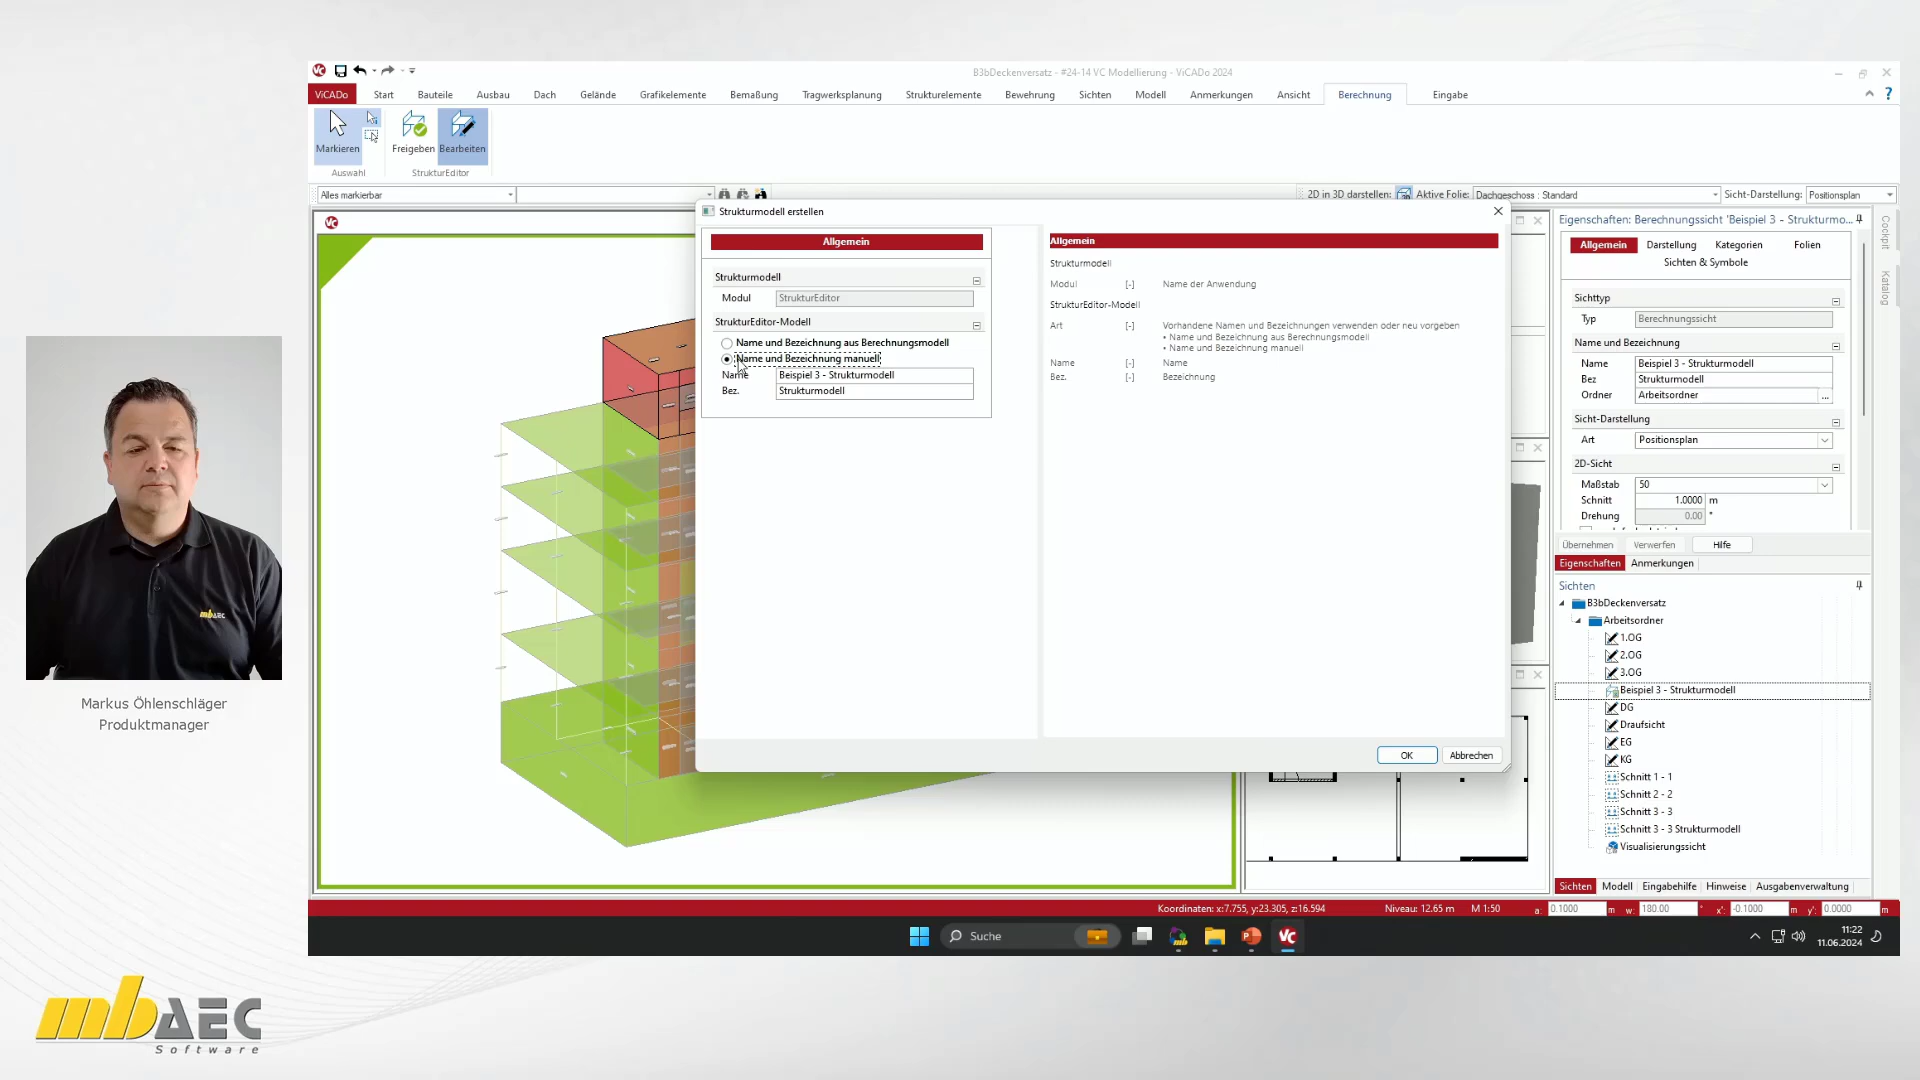 B3bDeckenversatz - #24-14 VC Modellierung - ViCADo 2024
ViCADo Start Bauteile Ausbau Dach Gelände Grafikelemente Bemaßung Tragwerksplanung Strukturelemente Bewehrung Sichten Modell Anmerkungen Ansicht Berechnung Eingabe
Markieren Freigeben Bearbeiten
Auswahl StrukturEditor
Alles markierbar 2D in 3D darstellen: Aktive Folie: Dachgeschoss : Standard Sicht-Darstellung: Positionsplan
Strukturmodell erstellen
Allgemein
Strukturmodell
Modul StrukturEditor
StrukturEditor-Modell
Name und Bezeichnung aus Berechnungsmodell
Name und Bezeichnung manuell
Name Beispiel 3 - Strukturmodell
Bez. Strukturmodell
Allgemein
Strukturmodell
Modul [-] Name der Anwendung
StrukturEditor-Modell
Art [-] Vorhandene Namen und Bezeichnungen verwenden oder neu vorgeben
• Name und Bezeichnung aus Berechnungsmodell
• Name und Bezeichnung manuell
Name [-] Name
Bez. [-] Bezeichnung
OK Abbrechen
Eigenschaften: Berechnungssicht 'Beispiel 3 - Strukturmo...
Allgemein Darstellung Kategorien Folien
Sichten & Symbole
Sichttyp
Typ Berechnungssicht
Name und Bezeichnung
Name Beispiel 3 - Strukturmodell
Bez Strukturmodell
Ordner Arbeitsordner ...
Sicht-Darstellung
Art Positionsplan
2D-Sicht
Maßstab 50
Schnitt 1.0000 m
Drehung 0.00 °
Übernehmen Verwerfen Hilfe
Eigenschaften Anmerkungen
Cockpit
Katalog
Sichten
B3bDeckenversatz
Arbeitsordner
1.OG
2.OG
3.OG
Beispiel 3 - Strukturmodell
DG
Draufsicht
EG
KG
Schnitt 1 - 1
Schnitt 2 - 2
Schnitt 3 - 3
Schnitt 3 - 3 Strukturmodell
Visualisierungssicht
Sichten Modell Eingabehilfe Hinweise Ausgabenverwaltung
Koordinaten: x:7.755, y:23.305, z:16.594 Niveau: 12.65 m M 1:50 a: 0.1000 m w: 180.00 ° x': -0.1000 m y': 0.0000 m
Suche
11:22
11.06.2024
mbAEC
Markus Öhlenschläger
Produktmanager
mbAEC
Software